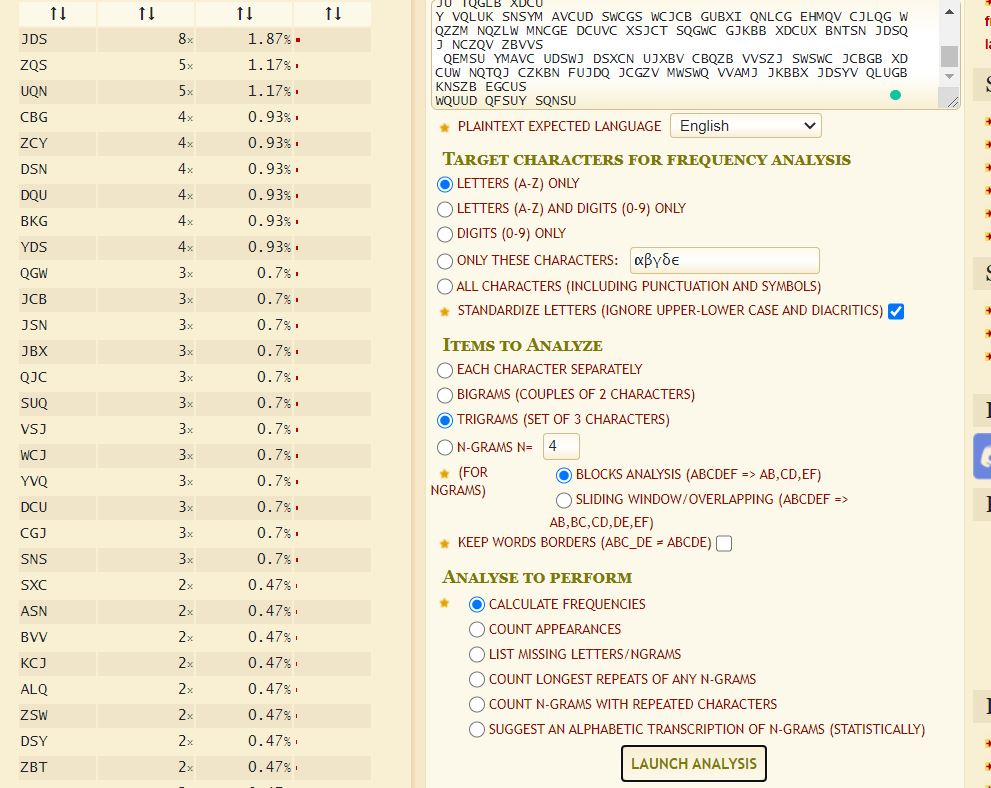 ↑↓ ↑↓ ↑↓ ↑↓
JDS 8× 1.87%
ZQS 5× 1.17%
UQN 5× 1.17%
CBG 4× 0.93%
ZCY 4× 0.93%
DSN 4× 0.93%
DQU 4× 0.93%
BKG 4× 0.93%
YDS 4× 0.93%
QGW 3× 0.7%
JCB 3× 0.7%
JSN 3× 0.7%
JBX 3× 0.7%
QJC 3× 0.7%
SUQ 3× 0.7%
VSJ 3× 0.7%
WCJ 3× 0.7%
YVQ 3× 0.7%
DCU 3× 0.7%
CGJ 3× 0.7%
SNS 3× 0.7%
SXC 2× 0.47%
ASN 2× 0.47%
BVV 2× 0.47%
KCJ 2× 0.47%
ALQ 2× 0.47%
ZSW 2× 0.47%
DSY 2× 0.47%
ZBT 2× 0.47%
JU TQGLB XDCU
Y VQLUK SNSYM AVCUD SWCGS WCJCB GUBXI QNLCG EHMQV CJLQG W
QZZM NQZLW MNCGE DCUVC XSJCT SQGWC GJKBB XDCUX BNTSN JDSQ
J NCZQV ZBVVS
QEMSU YMAVC UDSWJ DSXCN UJXBV CBQZB VVSZJ SWSWC JCBGB XD
CUW NQTQJ CZKBN FUJDQ JCGZV MWSWQ VVAMJ JKBBX JDSYV QLUGB
KNSZB EGCUS
WQUUD QFSUY SQNSU
PLAINTEXT EXPECTED LANGUAGE English
TARGET CHARACTERS FOR FREQUENCY ANALYSIS
LETTERS (A-Z) ONLY
LETTERS (A-Z) AND DIGITS (0-9) ONLY
DIGITS (0-9) ONLY
ONLY THESE CHARACTERS: αβγδϵ
ALL CHARACTERS (INCLUDING PUNCTUATION AND SYMBOLS)
STANDARDIZE LETTERS (IGNORE UPPER-LOWER CASE AND DIACRITICS)
ITEMS TO ANALYZE
EACH CHARACTER SEPARATELY
BIGRAMS (COUPLES OF 2 CHARACTERS)
TRIGRAMS (SET OF 3 CHARACTERS)
N-GRAMS N= 4
(FOR
NGRAMS)
BLOCKS ANALYSIS (ABCDEF => AB,CD,EF)
SLIDING WINDOW/OVERLAPPING (ABCDEF =>
AB,BC,CD,DE,EF)
KEEP WORDS BORDERS (ABC_DE ≠ ABCDE)
ANALYSE TO PERFORM
CALCULATE FREQUENCIES
COUNT APPEARANCES
LIST MISSING LETTERS/NGRAMS
COUNT LONGEST REPEATS OF ANY N-GRAMS
COUNT N-GRAMS WITH REPEATED CHARACTERS
SUGGEST AN ALPHABETIC TRANSCRIPTION OF N-GRAMS (STATISTICALLY)
LAUNCH ANALYSIS